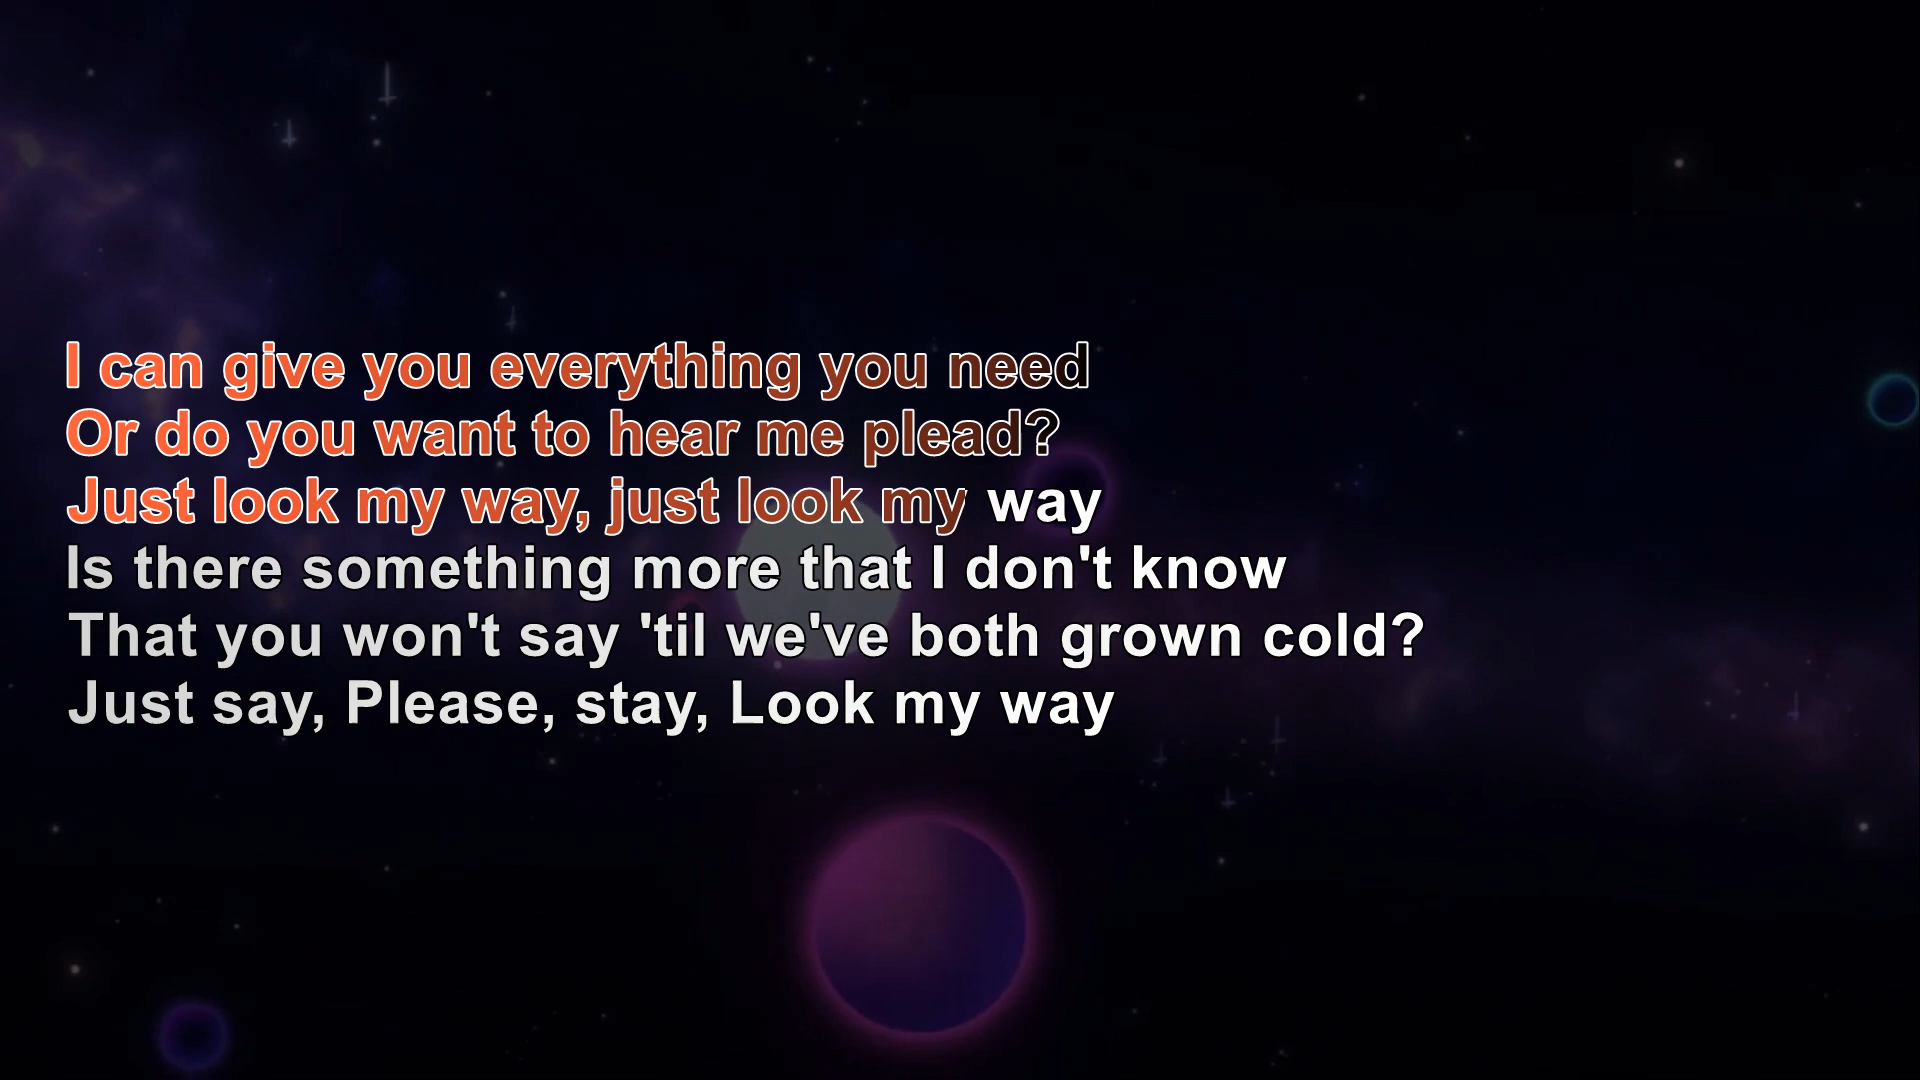 I can give you everything you need
Or do you want to hear me plead?
Just look my way, just look my way
Is there something more that I don't know
That you won't say 'til we've both grown cold?
Just say, Please, stay, Look my way